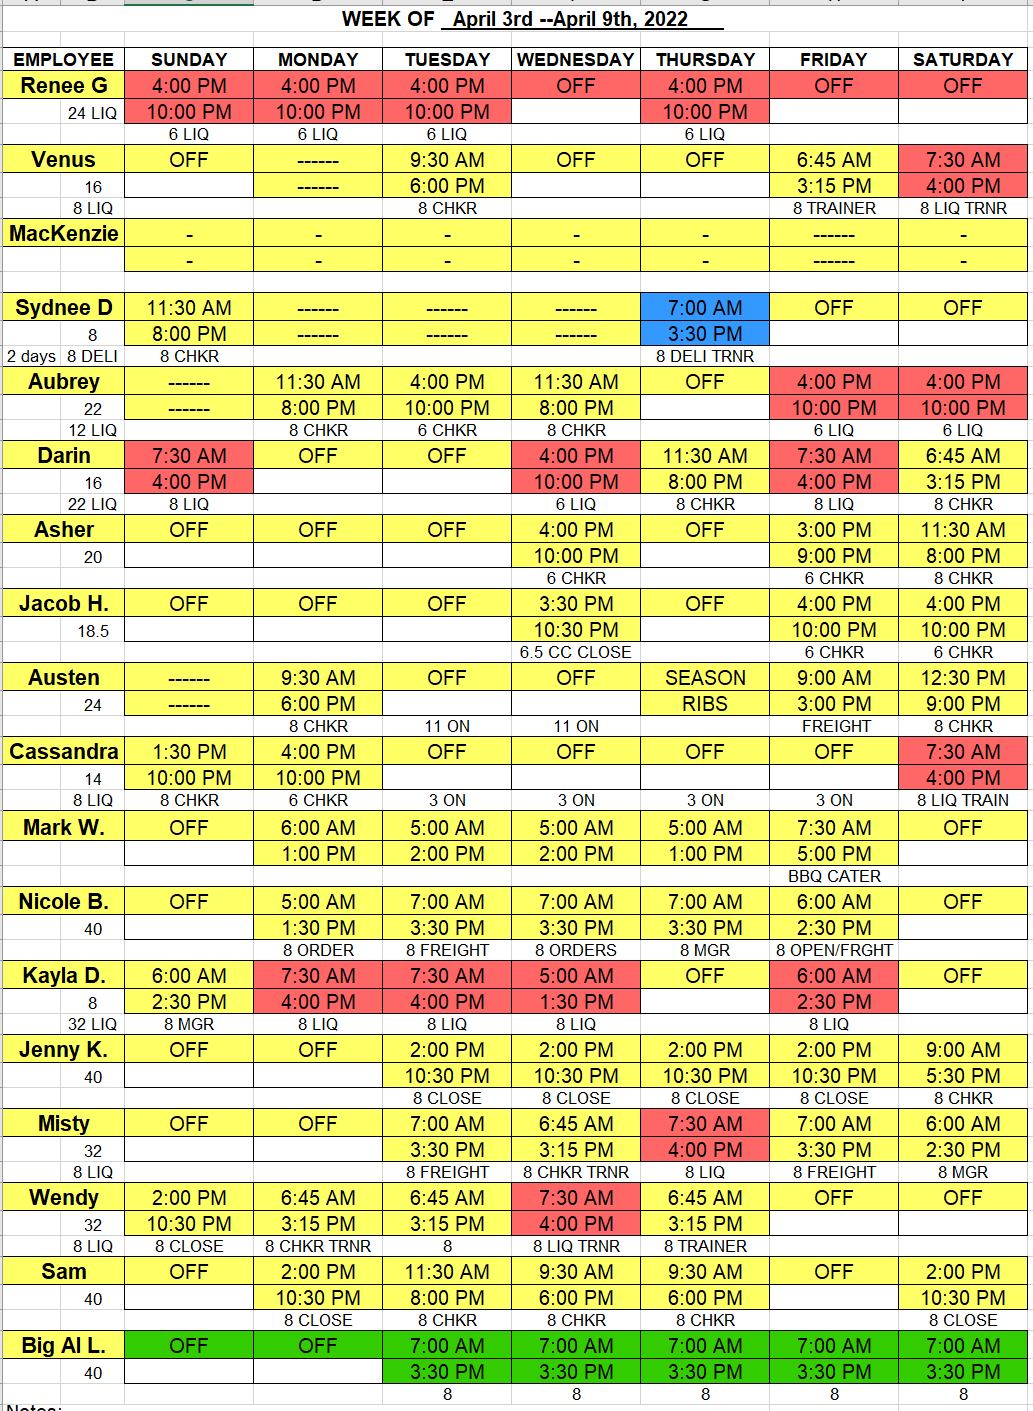 WEEK OF April 3rd --April 9th, 2022
EMPLOYEE SUNDAY MONDAY TUESDAY WEDNESDAY THURSDAY FRIDAY SATURDAY
Renee G 4:00 PM 4:00 PM 4:00 PM OFF 4:00 PM OFF OFF
24 LIQ 10:00 PM 10:00 PM 10:00 PM 10:00 PM
6 LIQ 6 LIQ 6 LIQ 6 LIQ
Venus OFF ------ 9:30 AM OFF OFF 6:45 AM 7:30 AM
16 ------ 6:00 PM 3:15 PM 4:00 PM
8 LIQ 8 CHKR 8 TRAINER 8 LIQ TRNR
MacKenzie - - - - - ------ -
- - - - - ------ -
Sydnee D 11:30 AM ------ ------ ------ 7:00 AM OFF OFF
8 8:00 PM ------ ------ ------ 3:30 PM
2 days 8 DELI 8 CHKR 8 DELI TRNR
Aubrey ------ 11:30 AM 4:00 PM 11:30 AM OFF 4:00 PM 4:00 PM
22 ------ 8:00 PM 10:00 PM 8:00 PM 10:00 PM 10:00 PM
12 LIQ 8 CHKR 6 CHKR 8 CHKR 6 LIQ 6 LIQ
Darin 7:30 AM OFF OFF 4:00 PM 11:30 AM 7:30 AM 6:45 AM
16 4:00 PM 10:00 PM 8:00 PM 4:00 PM 3:15 PM
22 LIQ 8 LIQ 6 LIQ 8 CHKR 8 LIQ 8 CHKR
Asher OFF OFF OFF 4:00 PM OFF 3:00 PM 11:30 AM
20 10:00 PM 9:00 PM 8:00 PM
6 CHKR 6 CHKR 8 CHKR
Jacob H. OFF OFF OFF 3:30 PM OFF 4:00 PM 4:00 PM
18.5 10:30 PM 10:00 PM 10:00 PM
6.5 CC CLOSE 6 CHKR 6 CHKR
Austen ------ 9:30 AM OFF OFF SEASON 9:00 AM 12:30 PM
24 ------ 6:00 PM RIBS 3:00 PM 9:00 PM
8 CHKR 11 ON 11 ON FREIGHT 8 CHKR
Cassandra 1:30 PM 4:00 PM OFF OFF OFF OFF 7:30 AM
14 10:00 PM 10:00 PM 4:00 PM
8 LIQ 8 CHKR 6 CHKR 3 ON 3 ON 3 ON 3 ON 8 LIQ TRAIN
Mark W. OFF 6:00 AM 5:00 AM 5:00 AM 5:00 AM 7:30 AM OFF
1:00 PM 2:00 PM 2:00 PM 1:00 PM 5:00 PM
BBQ CATER
Nicole B. OFF 5:00 AM 7:00 AM 7:00 AM 7:00 AM 6:00 AM OFF
40 1:30 PM 3:30 PM 3:30 PM 3:30 PM 2:30 PM
8 ORDER 8 FREIGHT 8 ORDERS 8 MGR 8 OPEN/FRGHT
Kayla D. 6:00 AM 7:30 AM 7:30 AM 5:00 AM OFF 6:00 AM OFF
8 2:30 PM 4:00 PM 4:00 PM 1:30 PM 2:30 PM
32 LIQ 8 MGR 8 LIQ 8 LIQ 8 LIQ 8 LIQ
Jenny K. OFF OFF 2:00 PM 2:00 PM 2:00 PM 2:00 PM 9:00 AM
40 10:30 PM 10:30 PM 10:30 PM 10:30 PM 5:30 PM
8 CLOSE 8 CLOSE 8 CLOSE 8 CLOSE 8 CHKR
Misty OFF OFF 7:00 AM 6:45 AM 7:30 AM 7:00 AM 6:00 AM
32 3:30 PM 3:15 PM 4:00 PM 3:30 PM 2:30 PM
8 LIQ 8 FREIGHT 8 CHKR TRNR 8 LIQ 8 FREIGHT 8 MGR
Wendy 2:00 PM 6:45 AM 6:45 AM 7:30 AM 6:45 AM OFF OFF
32 10:30 PM 3:15 PM 3:15 PM 4:00 PM 3:15 PM
8 LIQ 8 CLOSE 8 CHKR TRNR 8 8 LIQ TRNR 8 TRAINER
Sam OFF 2:00 PM 11:30 AM 9:30 AM 9:30 AM OFF 2:00 PM
40 10:30 PM 8:00 PM 6:00 PM 6:00 PM 10:30 PM
8 CLOSE 8 CHKR 8 CHKR 8 CHKR 8 CLOSE
Big Al L. OFF OFF 7:00 AM 7:00 AM 7:00 AM 7:00 AM 7:00 AM
40 3:30 PM 3:30 PM 3:30 PM 3:30 PM 3:30 PM
8 8 8 8 8